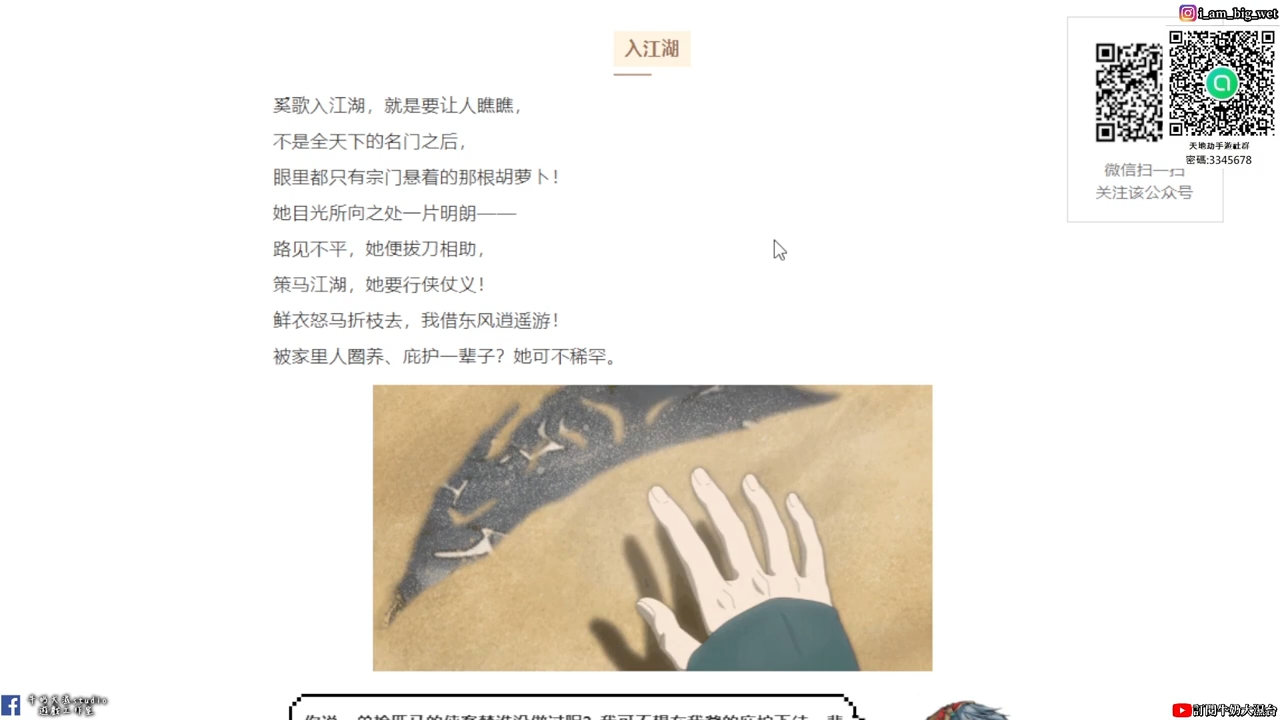 i_am_big_wet
入江湖
奚歌入江湖，就是要让人瞧瞧，
不是全天下的名门之后，
眼里都只有宗门悬着的那根胡萝卜！
她目光所向之处一片明朗——
路见不平，她便拔刀相助，
策马江湖，她要行侠仗义！
鲜衣怒马折枝去，我借东风逍遥游！
被家里人圈养、庇护一辈子？她可不稀罕。
天地劫手游社群
密碼:3345678
微信扫一扫
关注该公众号
studio
遊戲工作室